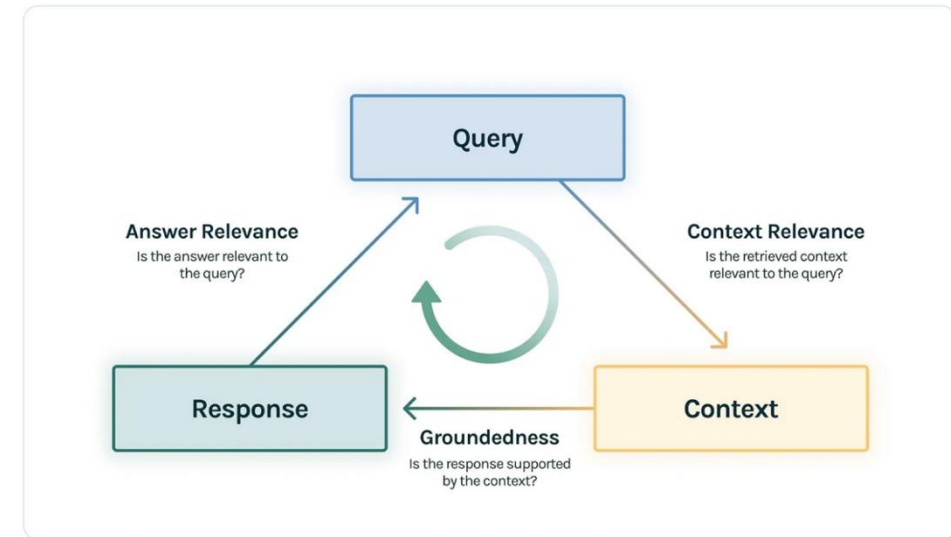 Query
Answer Relevance
Is the answer relevant to
the query?
Context Relevance
Is the retrieved context
relevant to the query?
Response
Context
Groundedness
Is the response supported
by the context?